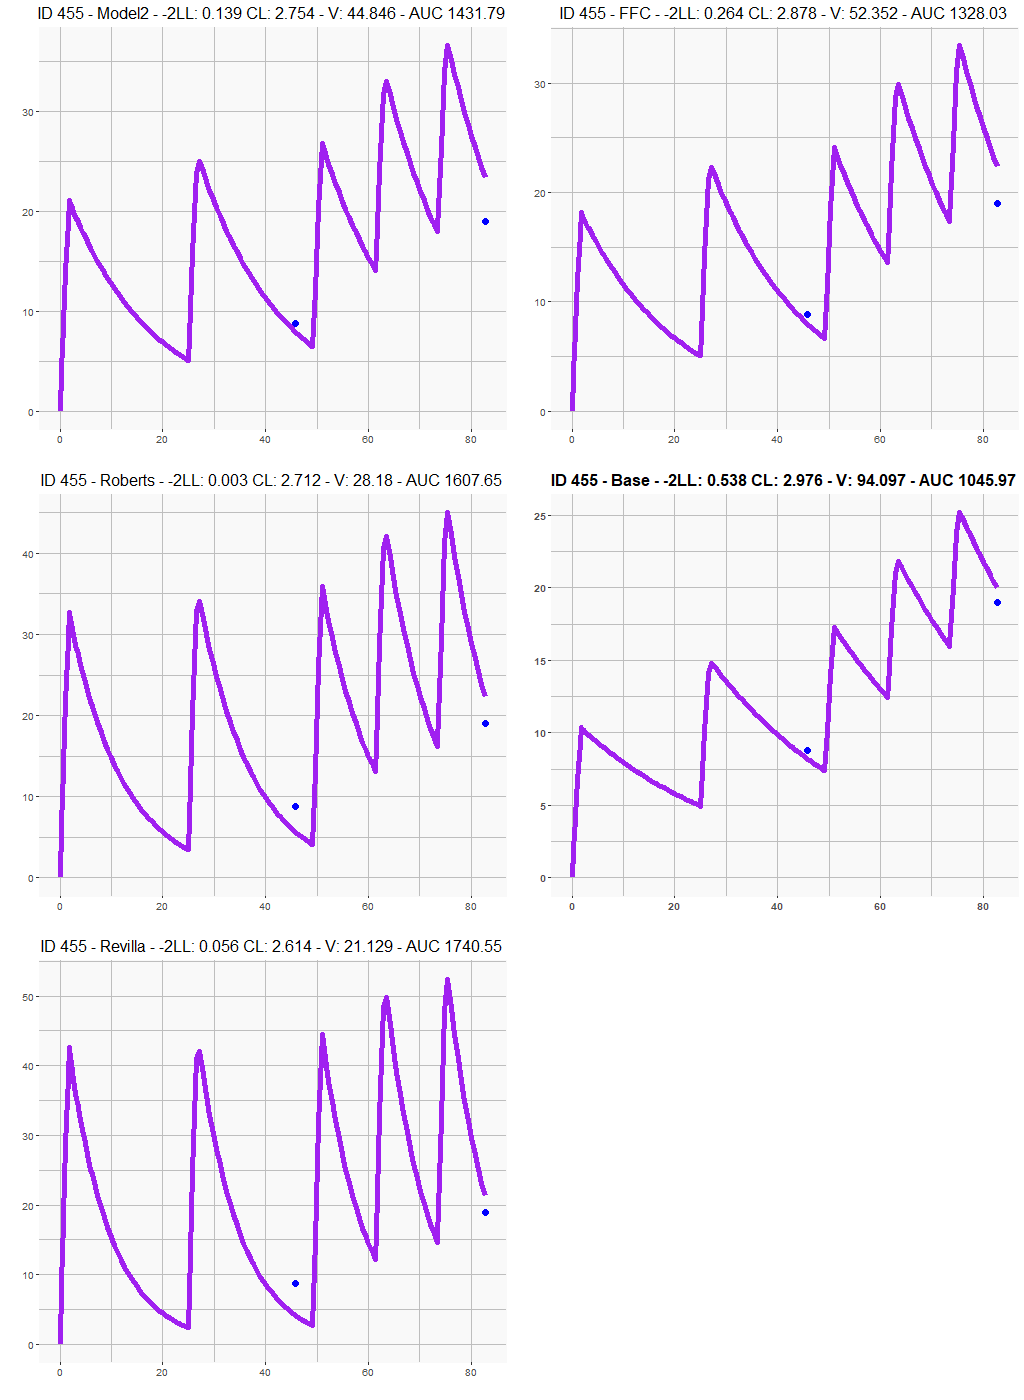 ID 455 - Model2 - -2LL: 0.139 CL: 2.754 - V: 44.846 - AUC 1431.79
30
20
10
0
0 20 40 60 80
ID 455 - FFC - -2LL: 0.264 CL: 2.878 - V: 52.352 - AUC 1328.03
30
20
10
0
0 20 40 60 80
ID 455 - Roberts - -2LL: 0.003 CL: 2.712 - V: 28.18 - AUC 1607.65
40
30
20
10
0
0 20 40 60 80
ID 455 - Base - -2LL: 0.538 CL: 2.976 - V: 94.097 - AUC 1045.97
25
20
15
10
5
0
0 20 40 60 80
ID 455 - Revilla - -2LL: 0.056 CL: 2.614 - V: 21.129 - AUC 1740.55
50
40
30
20
10
0
0 20 40 60 80